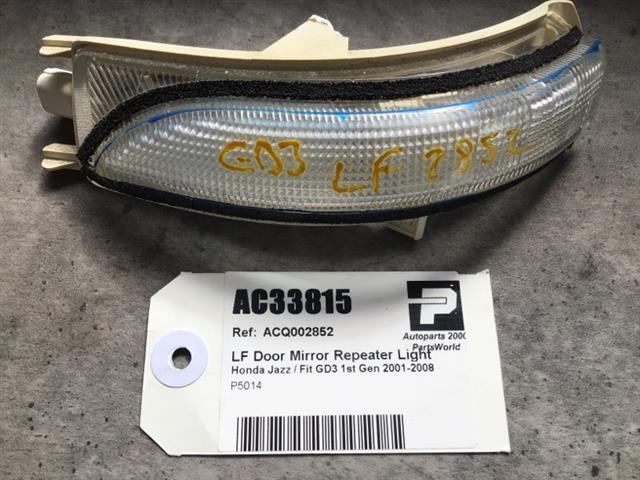 GD3 LF 2852
AC33815
Ref: ACQ002852
P
Autoparts 2000
PartsWorld
LF Door Mirror Repeater Light
Honda Jazz / Fit GD3 1st Gen 2001-2008
P5014